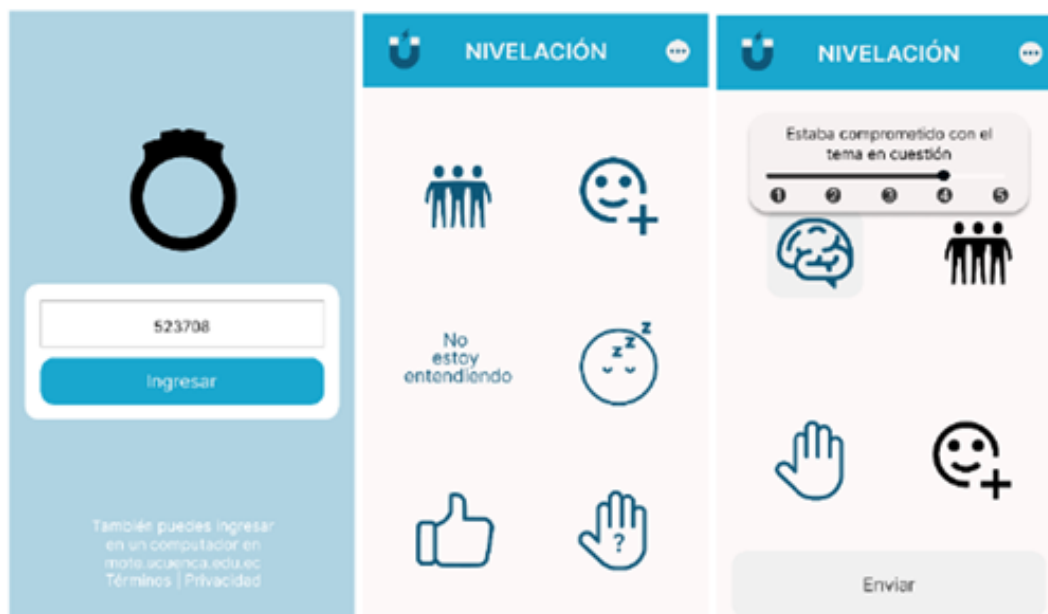 523708
Ingresar
También puedes ingresar
en un computador en
moto.ucuenca.edu.ec
Términos | Privacidad
NIVELACIÓN
No
estoy
entendiendo
z z z
?
NIVELACIÓN
Estaba comprometido con el
tema en cuestión
1 2 3 4 5
Enviar